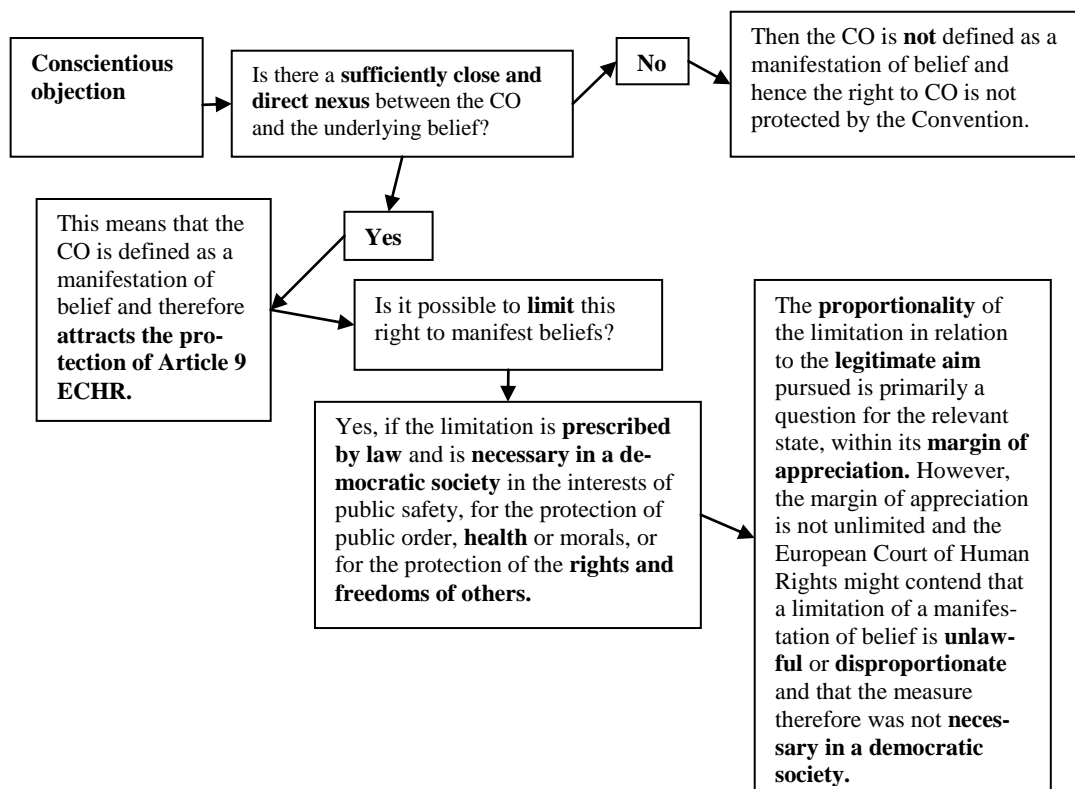 Conscientious
objection
Is there a sufficiently close and
direct nexus between the CO
and the underlying belief?
No
Then the CO is not defined as a
manifestation of belief and
hence the right to CO is not
protected by the Convention.
Yes
This means that the
CO is defined as a
manifestation of
belief and therefore
attracts the pro-
tection of Article 9
ECHR.
Is it possible to limit this
right to manifest beliefs?
Yes, if the limitation is prescribed
by law and is necessary in a de-
mocratic society in the interests of
public safety, for the protection of
public order, health or morals, or
for the protection of the rights and
freedoms of others.
The proportionality of
the limitation in relation
to the legitimate aim
pursued is primarily a
question for the relevant
state, within its margin of
appreciation. However,
the margin of appreciation
is not unlimited and the
European Court of Human
Rights might contend that
a limitation of a manifes-
tation of belief is unlaw-
ful or disproportionate
and that the measure
therefore was not neces-
sary in a democratic
society.